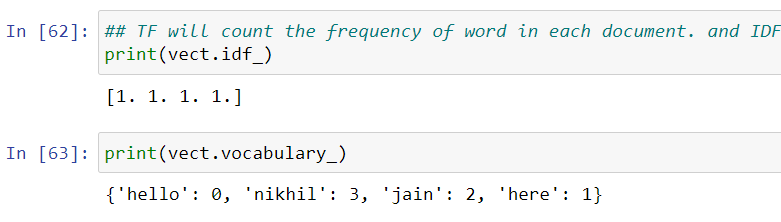 In [62]: ## TF will count the frequency of word in each document. and IDF
print(vect.idf_)
[1. 1. 1. 1.]
In [63]: print(vect.vocabulary_)
{'hello': 0, 'nikhil': 3, 'jain': 2, 'here': 1}